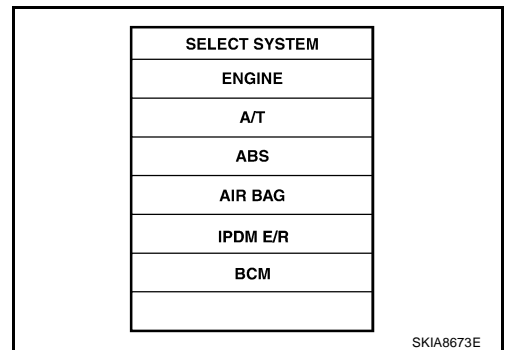 SELECT SYSTEM
ENGINE
A/T
ABS
AIR BAG
IPDM E/R
BCM
SKIA8673E